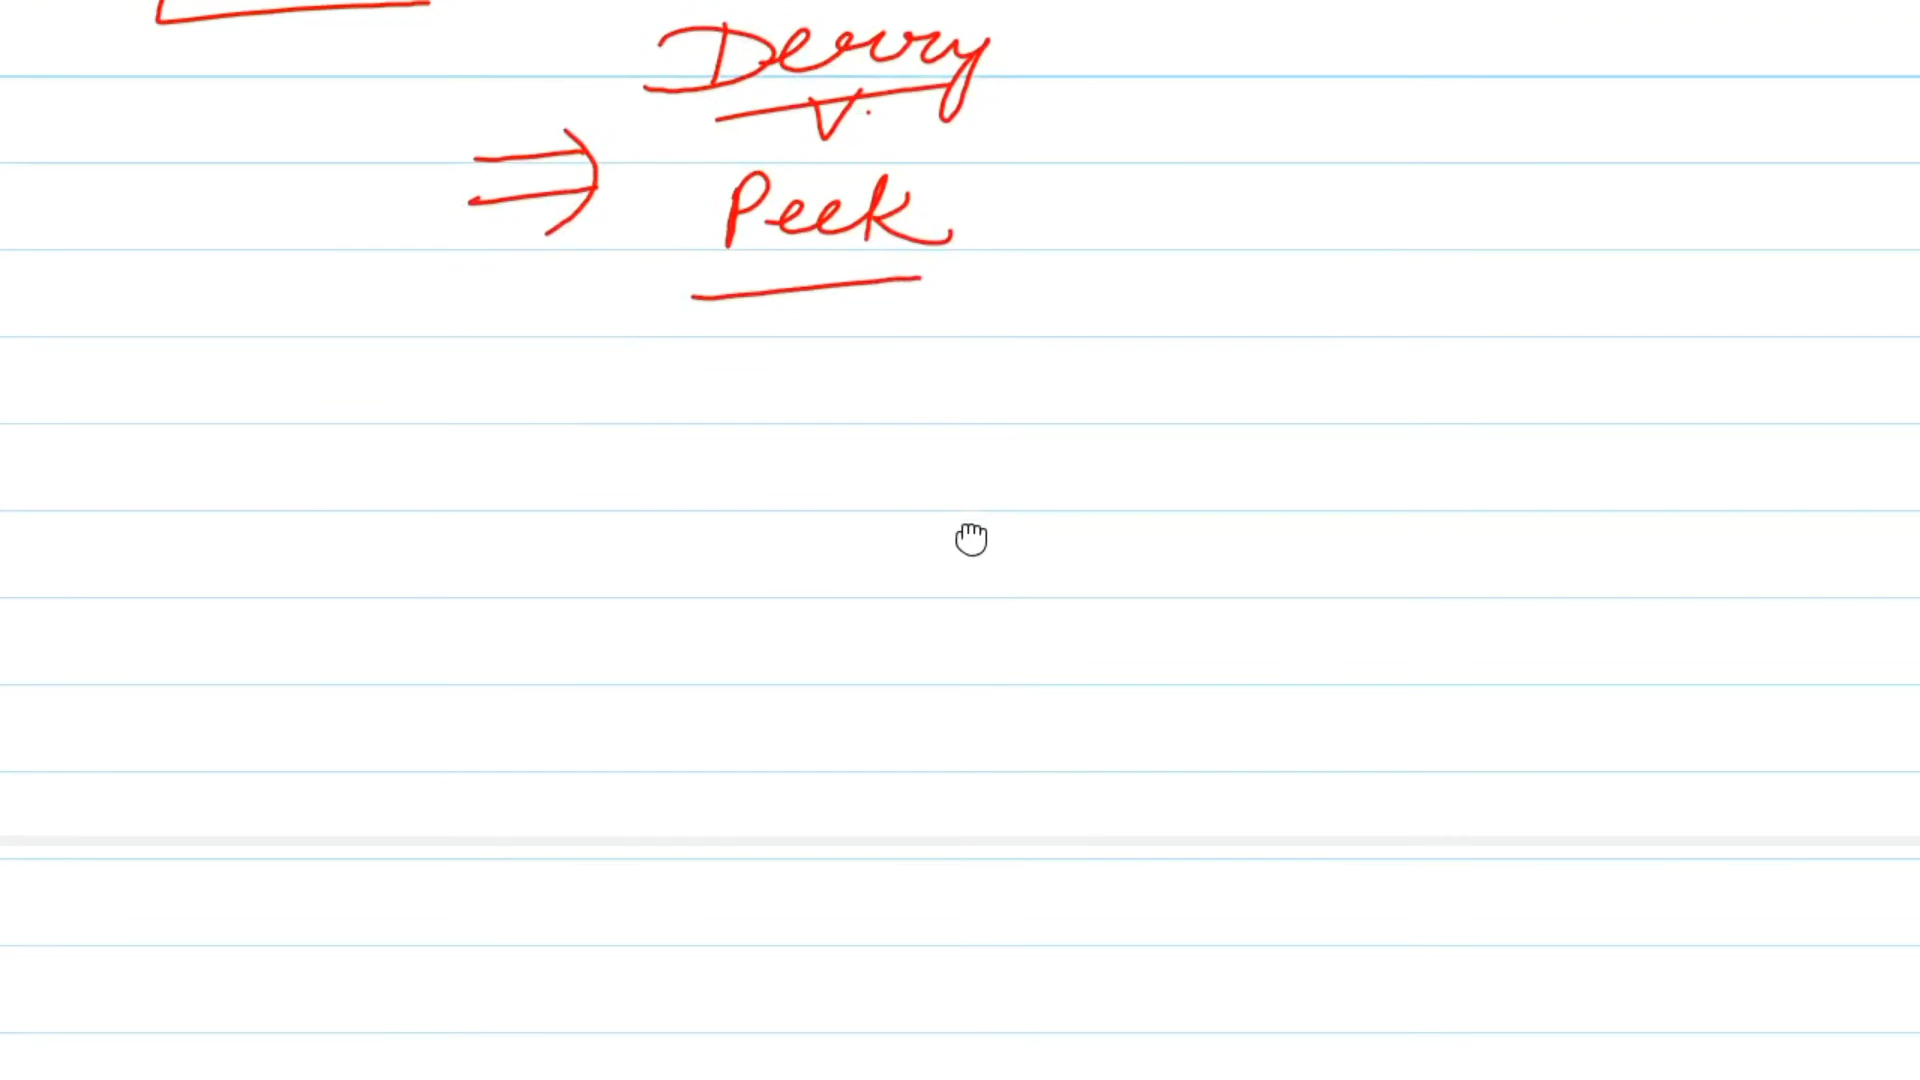 Derry
v.
⇒ Peek